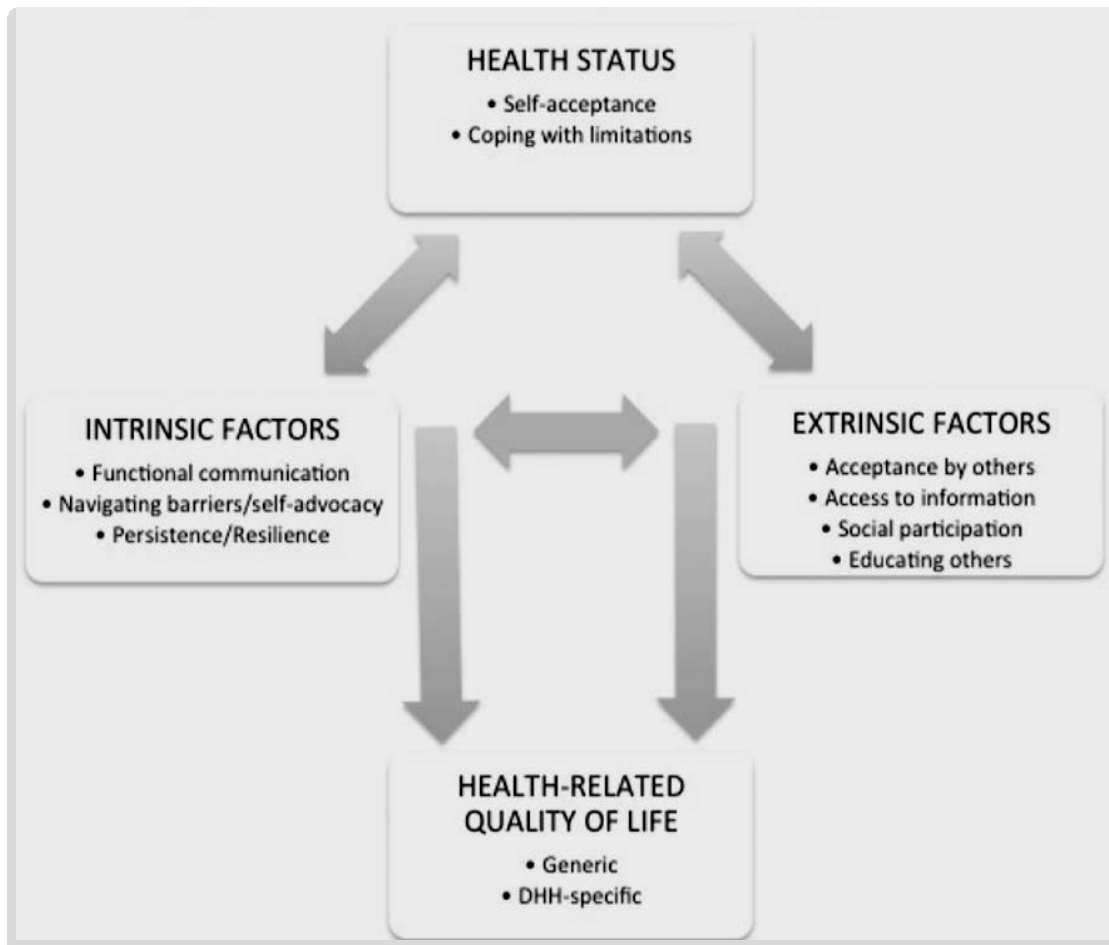 HEALTH STATUS
• Self-acceptance
• Coping with limitations
INTRINSIC FACTORS
• Functional communication
• Navigating barriers/self-advocacy
• Persistence/Resilience
EXTRINSIC FACTORS
• Acceptance by others
• Access to information
• Social participation
• Educating others
HEALTH-RELATED
QUALITY OF LIFE
• Generic
• DHH-specific